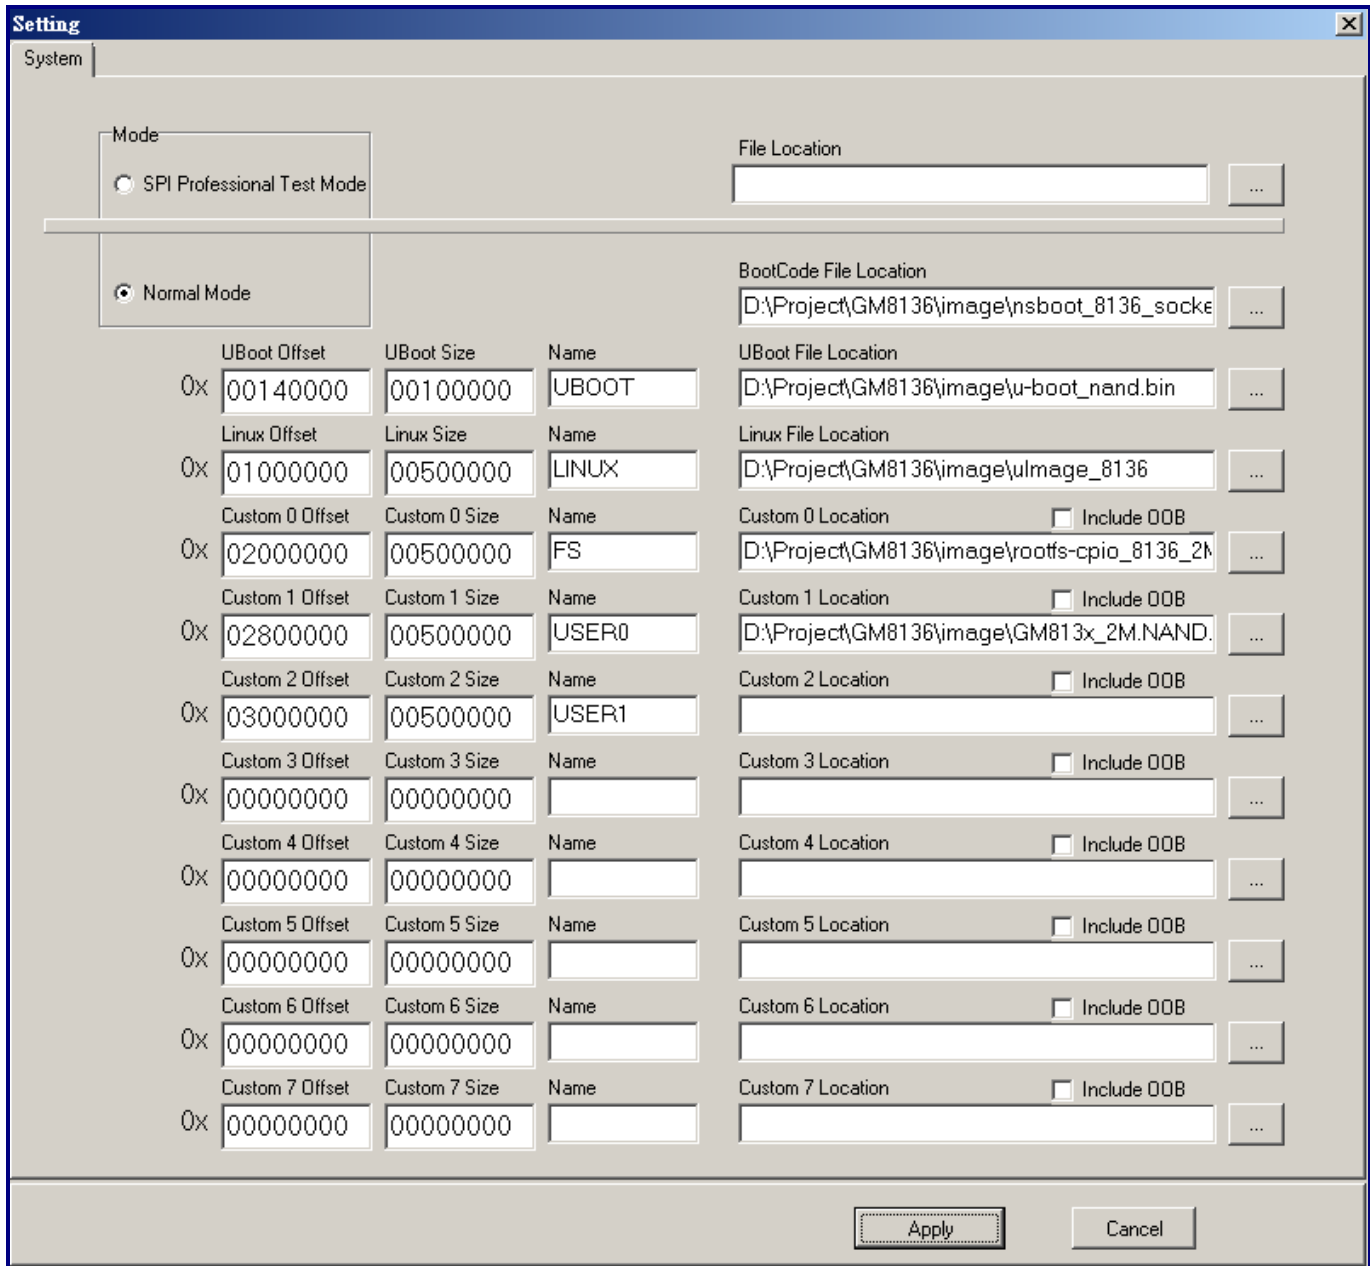 Setting
System
Mode
File Location
SPI Professional Test Mode
...
BootCode File Location
Normal Mode
D:\Project\GM8136\image\nsboot_8136_socke
...
UBoot Offset UBoot Size Name UBoot File Location
0x 00140000 00100000 UBOOT D:\Project\GM8136\image\u-boot_nand.bin ...
Linux Offset Linux Size Name Linux File Location
0x 01000000 00500000 LINUX D:\Project\GM8136\image\uImage_8136 ...
Custom 0 Offset Custom 0 Size Name Custom 0 Location Include OOB
0x 02000000 00500000 FS D:\Project\GM8136\image\rootfs-cpio_8136_2M ...
Custom 1 Offset Custom 1 Size Name Custom 1 Location Include OOB
0x 02800000 00500000 USER0 D:\Project\GM8136\image\GM813x_2M.NAND. ...
Custom 2 Offset Custom 2 Size Name Custom 2 Location Include OOB
0x 03000000 00500000 USER1 ...
Custom 3 Offset Custom 3 Size Name Custom 3 Location Include OOB
0x 00000000 00000000 ...
Custom 4 Offset Custom 4 Size Name Custom 4 Location Include OOB
0x 00000000 00000000 ...
Custom 5 Offset Custom 5 Size Name Custom 5 Location Include OOB
0x 00000000 00000000 ...
Custom 6 Offset Custom 6 Size Name Custom 6 Location Include OOB
0x 00000000 00000000 ...
Custom 7 Offset Custom 7 Size Name Custom 7 Location Include OOB
0x 00000000 00000000 ...
Apply Cancel